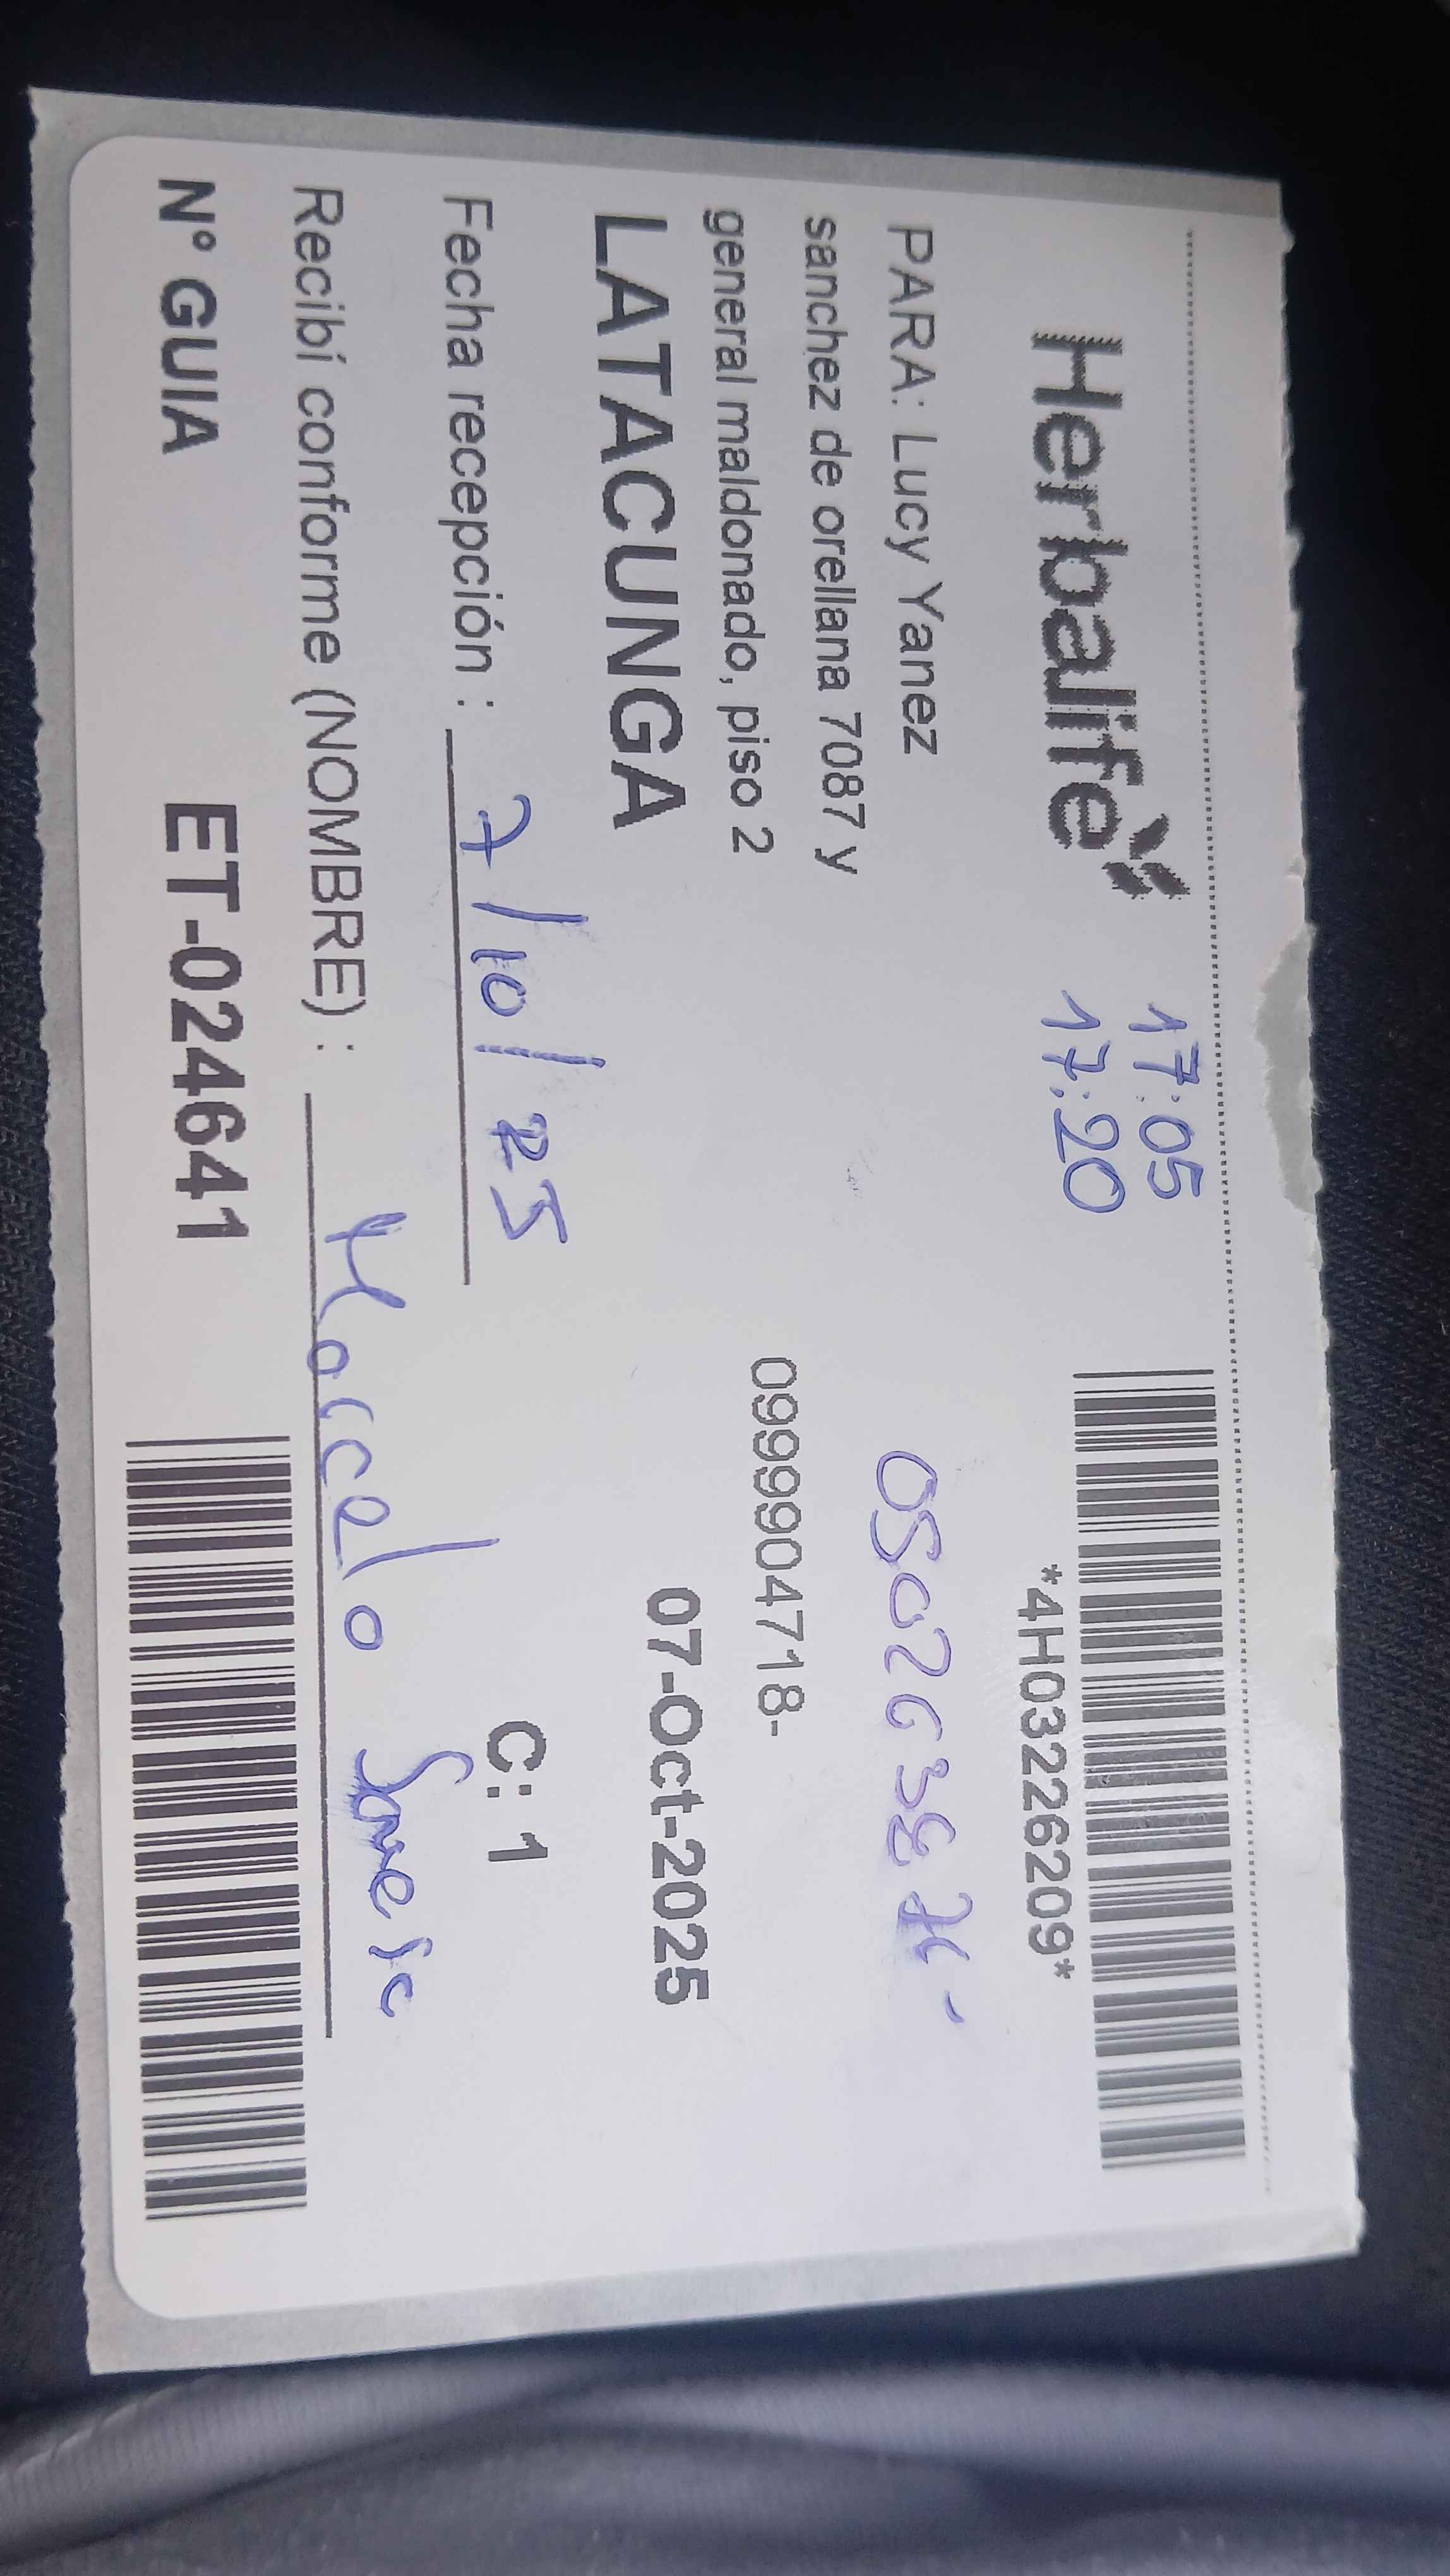 Herbalife
17:05
17:20
*4H03226209*
PARA: Lucy Yanez
sanchez de orellana 7087 y
general maldonado, piso 2
0999904718-
LATACUNGA
07-Oct-2025
Fecha recepción : 7/10/25
C: 1
Recibí conforme (NOMBRE) : Marcelo
N° GUIA ET-024641